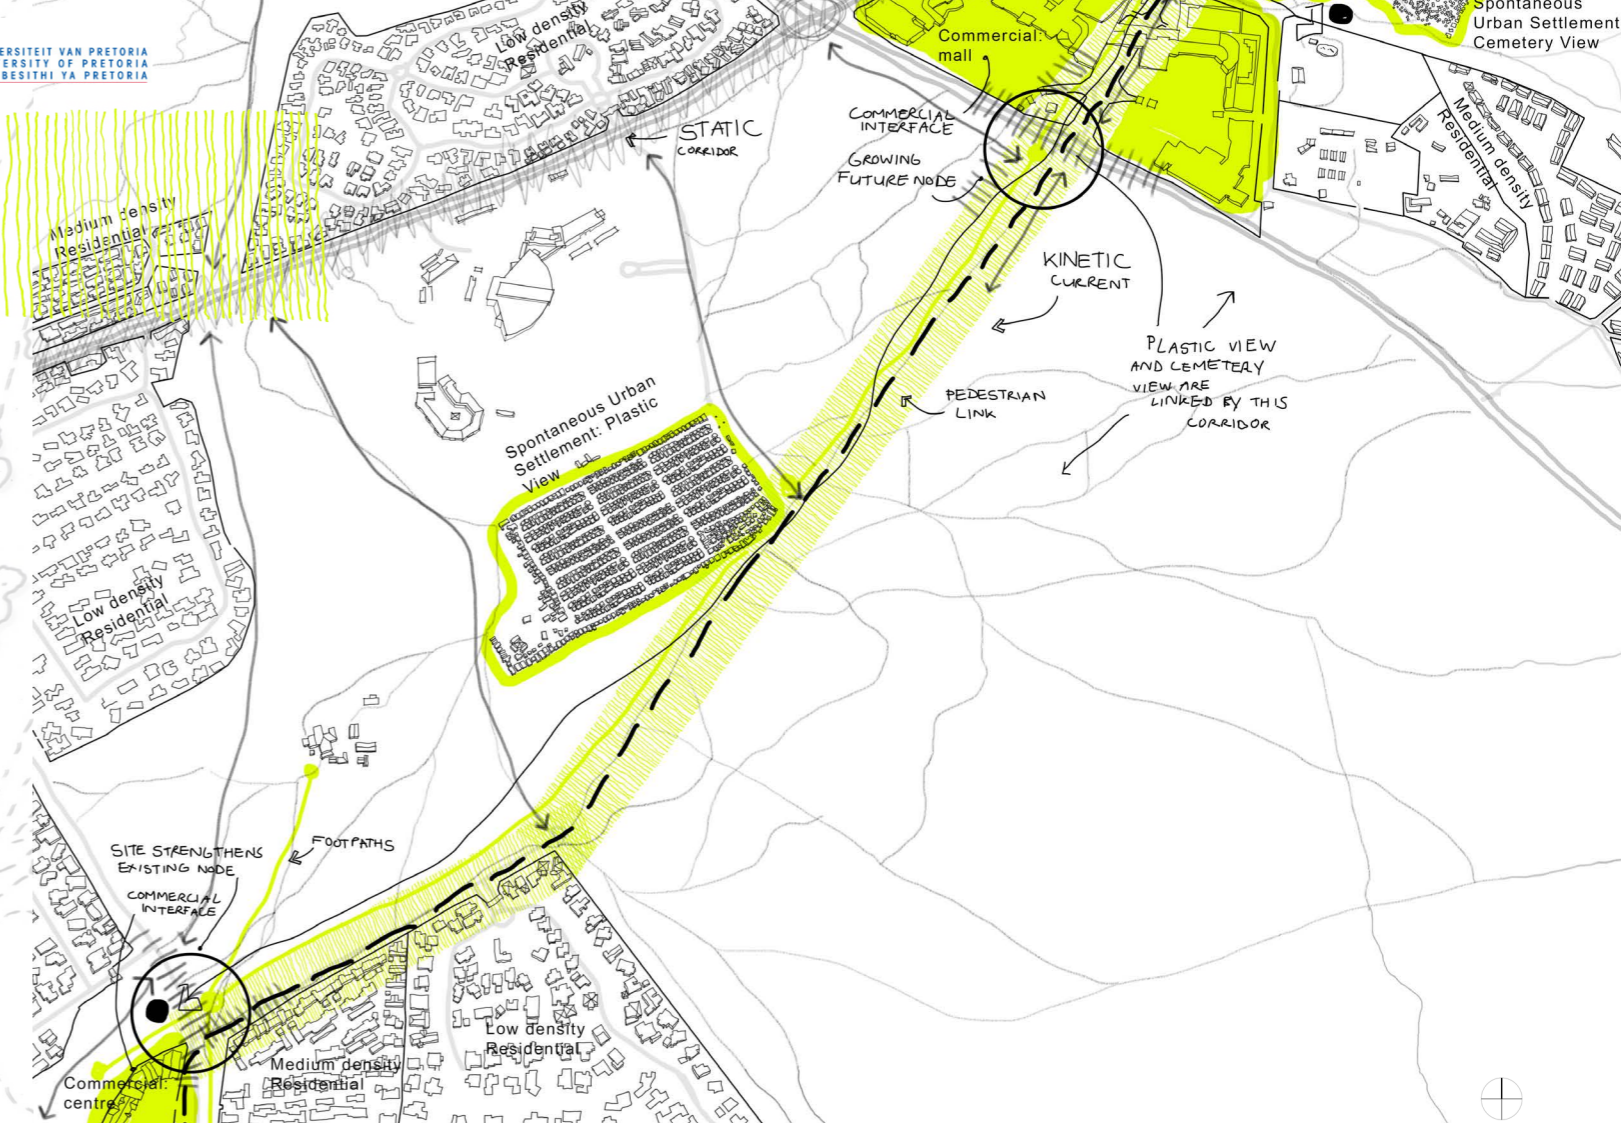 ERSITEIT VAN PRETORIA
ERSITY OF PRETORIA
BESITHI YA PRETORIA
Low density
Residential
Commercial:
mall
Spontaneous
Urban Settlement
Cemetery View
Medium density
Residential
STATIC
CORRIDOR
COMMERCIAL
INTERFACE
GROWING
FUTURE NODE
Medium density
Residential
KINETIC
CURRENT
PLASTIC VIEW
AND CEMETERY
VIEW ARE
LINKED BY THIS
CORRIDOR
PEDESTRIAN
LINK
Spontaneous Urban
Settlement: Plastic
View
Low density
Residential
FOOTPATHS
SITE STRENGTHENS
EXISTING NODE
COMMERCIAL
INTERFACE
Low density
Residential
Medium density
Residential
Commercial:
centre